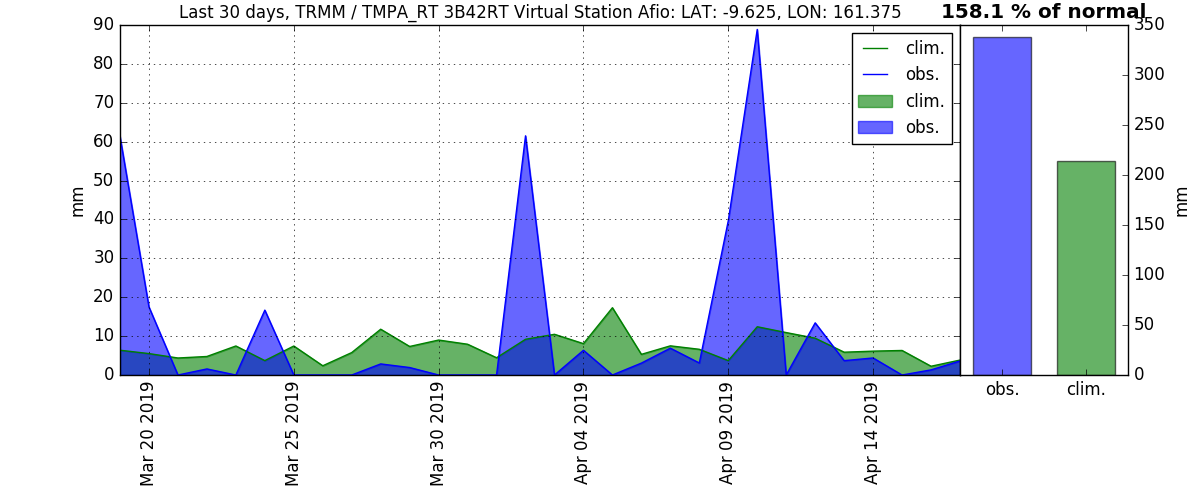 Last 30 days, TRMM / TMPA_RT 3B42RT Virtual Station Afio: LAT: -9.625, LON: 161.375
158.1 % of normal
90
80
70
60
50
40
30
20
10
0
mm
clim.
obs.
clim.
obs.
350
300
250
200
150
100
50
0
mm
Mar 20 2019
Mar 25 2019
Mar 30 2019
Apr 04 2019
Apr 09 2019
Apr 14 2019
obs.
clim.